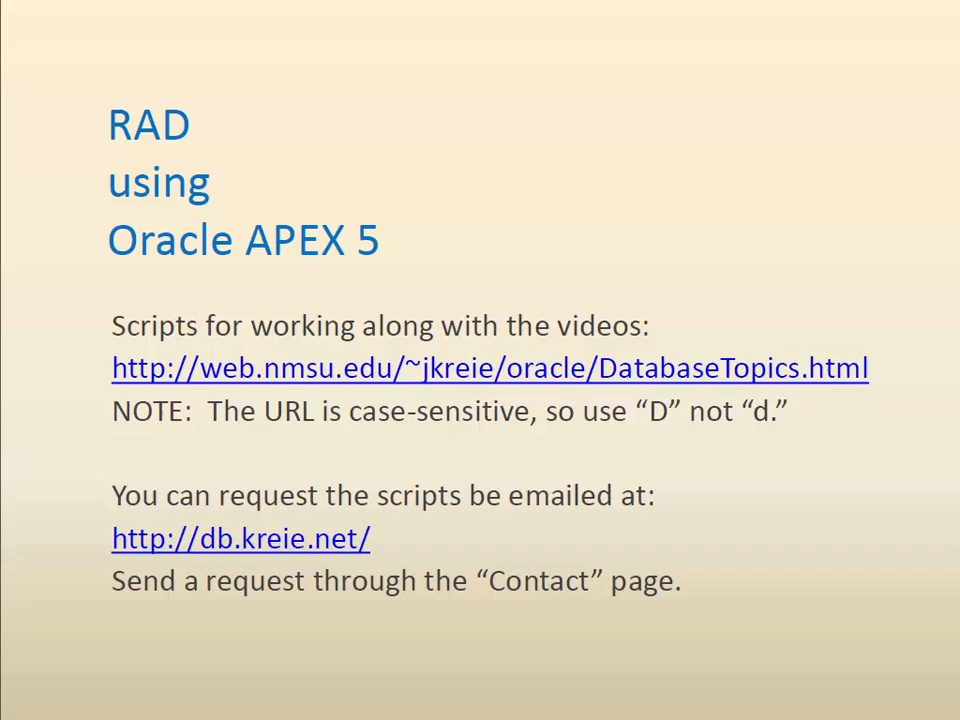 RAD
using
Oracle APEX 5
Scripts for working along with the videos:
http://web.nmsu.edu/~jkreie/oracle/DatabaseTopics.html
NOTE:  The URL is case-sensitive, so use “D” not “d.”
You can request the scripts be emailed at:
http://db.kreie.net/
Send a request through the “Contact” page.